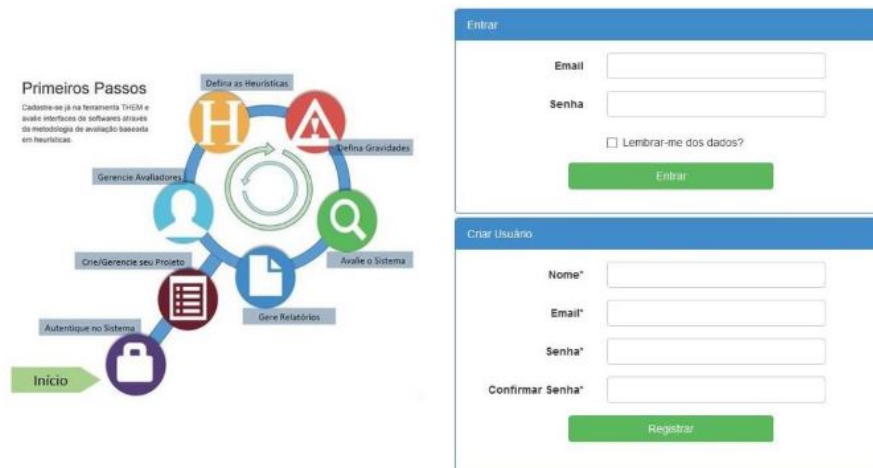 Primeiros Passos
Cadastre-se já na ferramenta THEM e
avalie interfaces de softwares através
da metodologia de avaliação baseada
em heurísticas.
Defina as Heurísticas
H
Defina Gravidades
Gerencie Avaliadores
Avalie o Sistema
Crie/Gerencie seu Projeto
Gere Relatórios
Autentique no Sistema
Início
Entrar
Email
Senha
Lembrar-me dos dados?
Entrar
Criar Usuário
Nome*
Email*
Senha*
Confirmar Senha*
Registrar